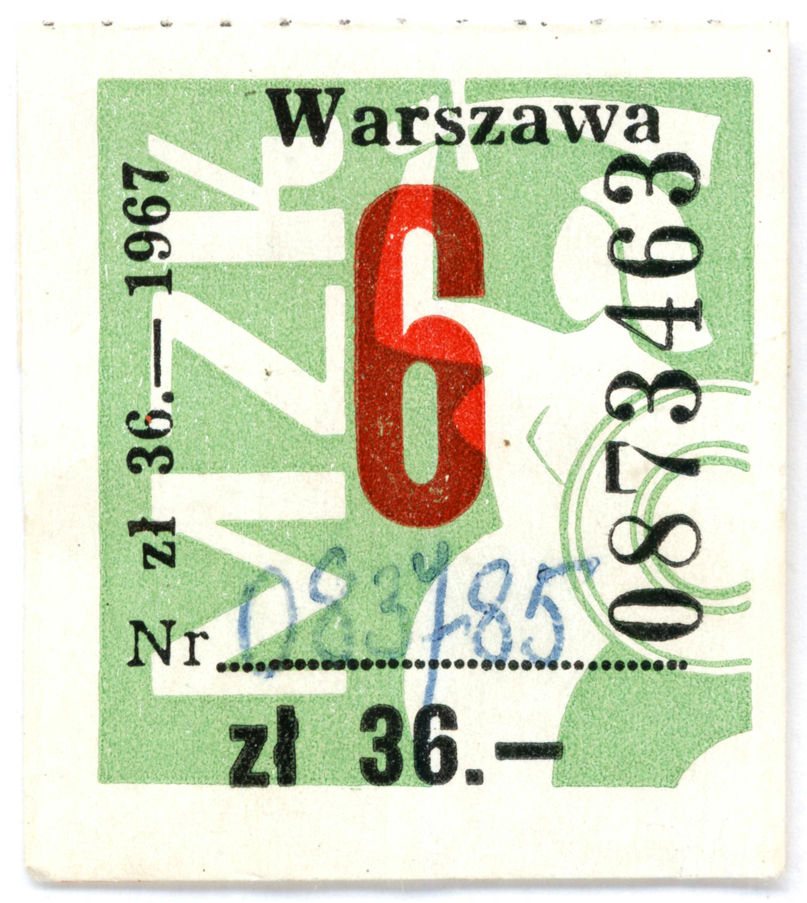 Warszawa
MZK
zł 36.— 1967
6
0873463
Nr 083785
zł 36.—